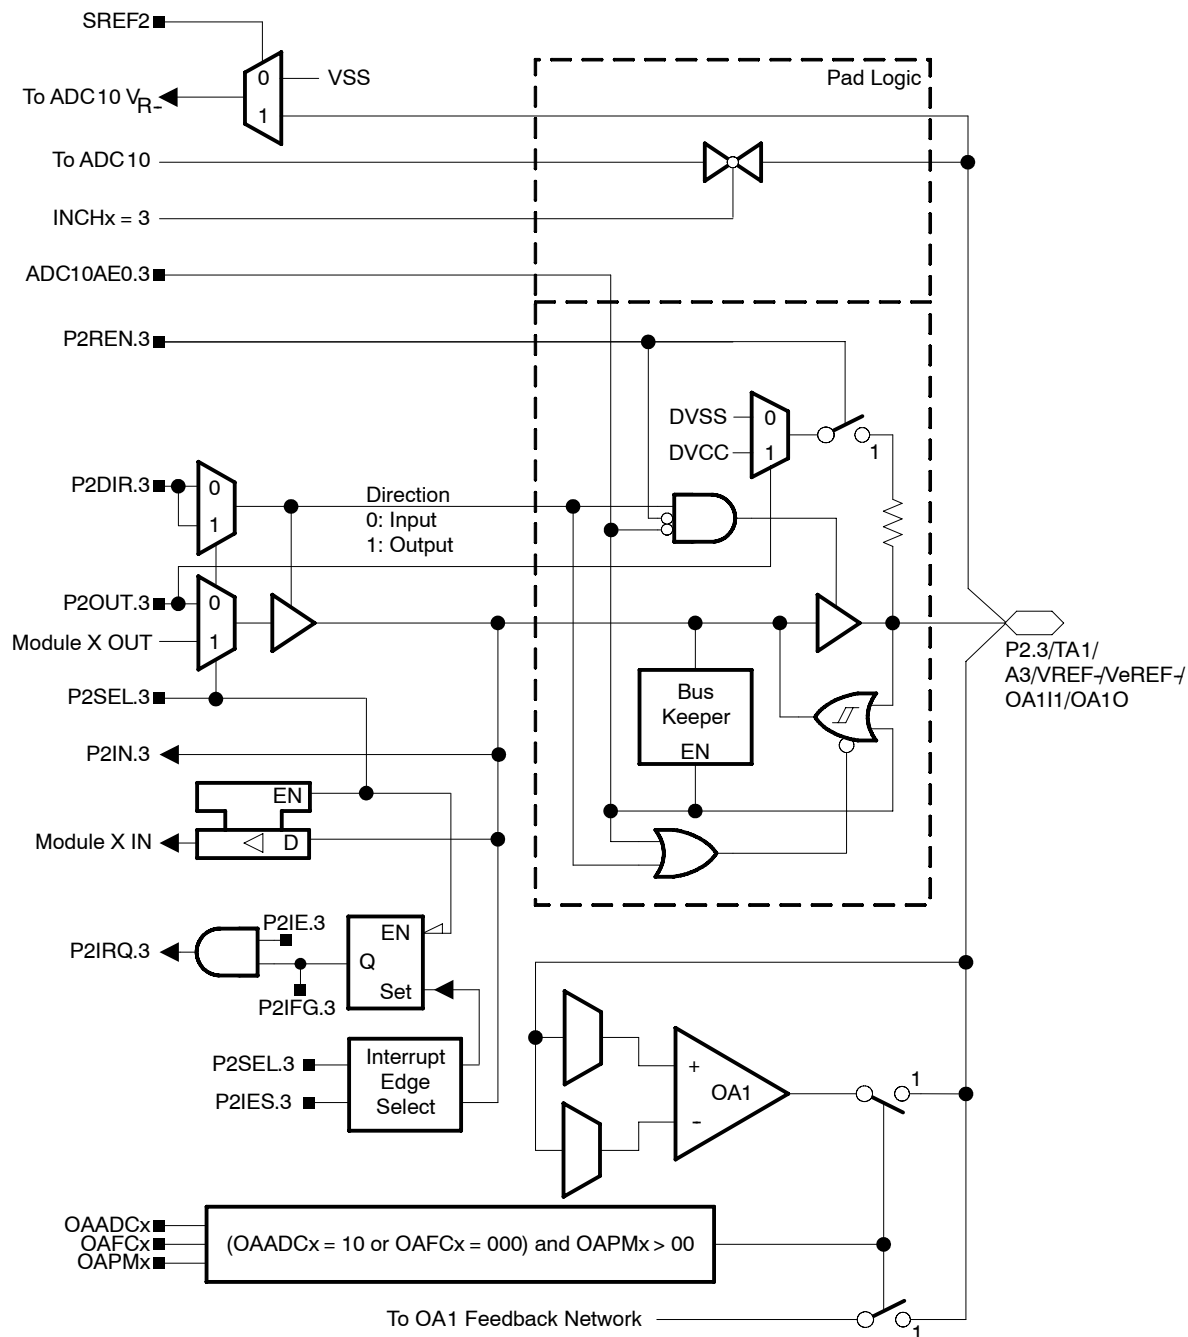 SREF2
0
VSS
Pad Logic
To ADC10 VR-
1
To ADC10
INCHx = 3
ADC10AE0.3
P2REN.3
DVSS
0
DVCC
1
1
P2DIR.3
0
1
Direction
0: Input
1: Output
P2OUT.3
0
Module X OUT
1
P2.3/TA1/
A3/VREF-/VeREF-/
OA1I1/OA1O
P2SEL.3
Bus
Keeper
EN
P2IN.3
EN
Module X IN
D
P2IE.3
P2IRQ.3
EN
Q
Set
P2IFG.3
P2SEL.3
P2IES.3
Interrupt
Edge
Select
+
OA1
-
1
OAADCx
OAFCx
OAPMx
(OAADCx = 10 or OAFCx = 000) and OAPMx > 00
To OA1 Feedback Network
1